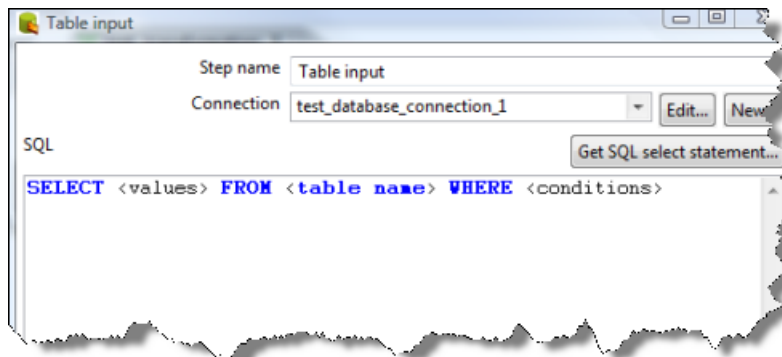 Table input
Step name Table input
Connection test_database_connection_1 Edit... New
SQL Get SQL select statement...
SELECT <values> FROM <table name> WHERE <conditions>